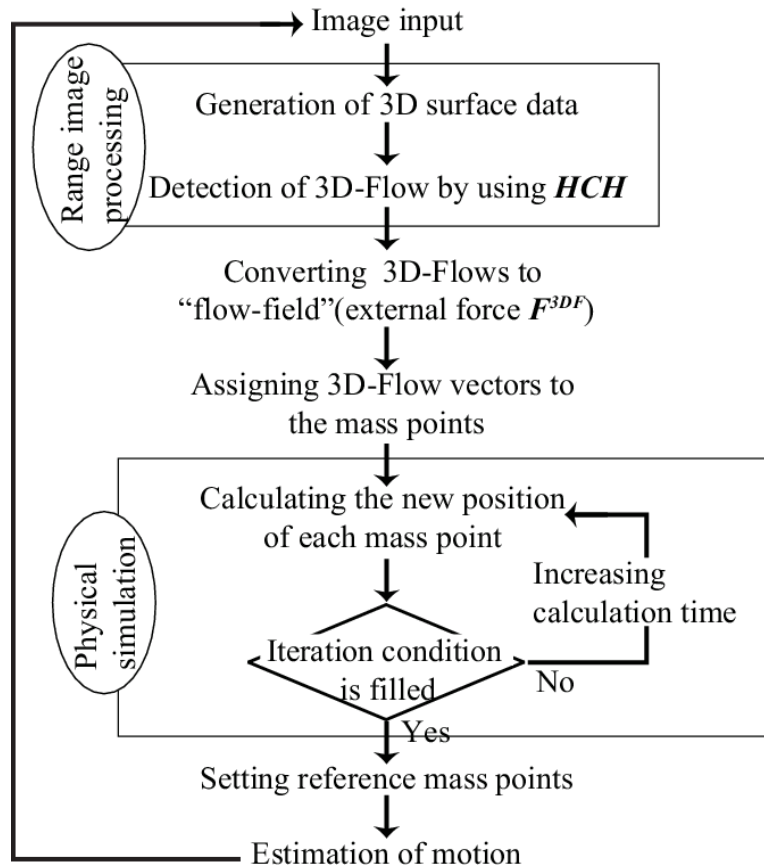 Image input
Range image
processing
Generation of 3D surface data
Detection of 3D-Flow by using HCH
Converting 3D-Flows to
“flow-field”(external force F3DF)
Assigning 3D-Flow vectors to
the mass points
Physical
simulation
Calculating the new position
of each mass point
Increasing
calculation time
Iteration condition
is filled
No
Yes
Setting reference mass points
Estimation of motion